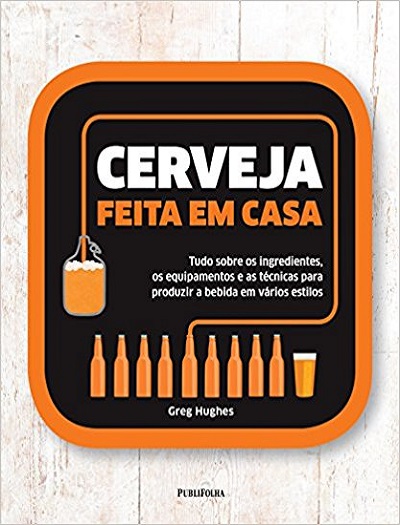 CERVEJA
FEITA EM CASA
Tudo sobre os ingredientes,
os equipamentos e as técnicas para
produzir a bebida em vários estilos
Greg Hughes
PUBLIFOLHA